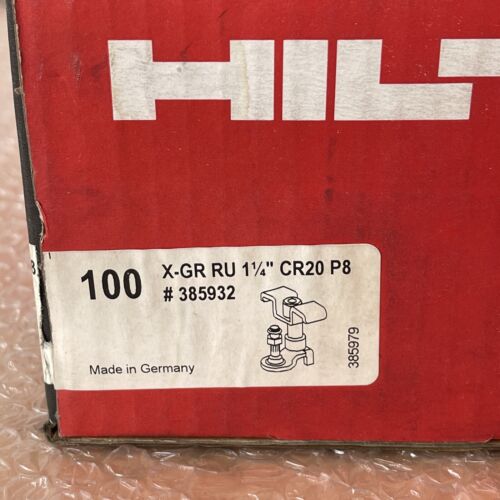 HILT
100
X-GR RU 1¼" CR20 P8
# 385932
Made in Germany
385979